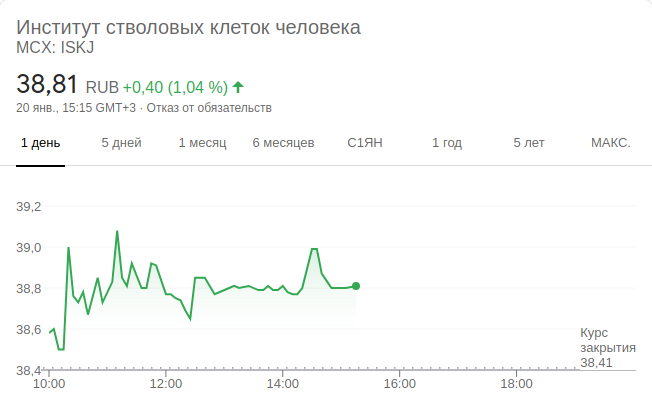 Институт стволовых клеток человека
MCX: ISKJ
38,81 RUB +0,40 (1,04 %)
20 янв., 15:15 GMT+3 · Отказ от обязательств
1 день 5 дней 1 месяц 6 месяцев С1ЯН 1 год 5 лет МАКС.
39,2
39,0
38,8
38,6
38,4
Курс
закрытия
38,41
10:00 12:00 14:00 16:00 18:00